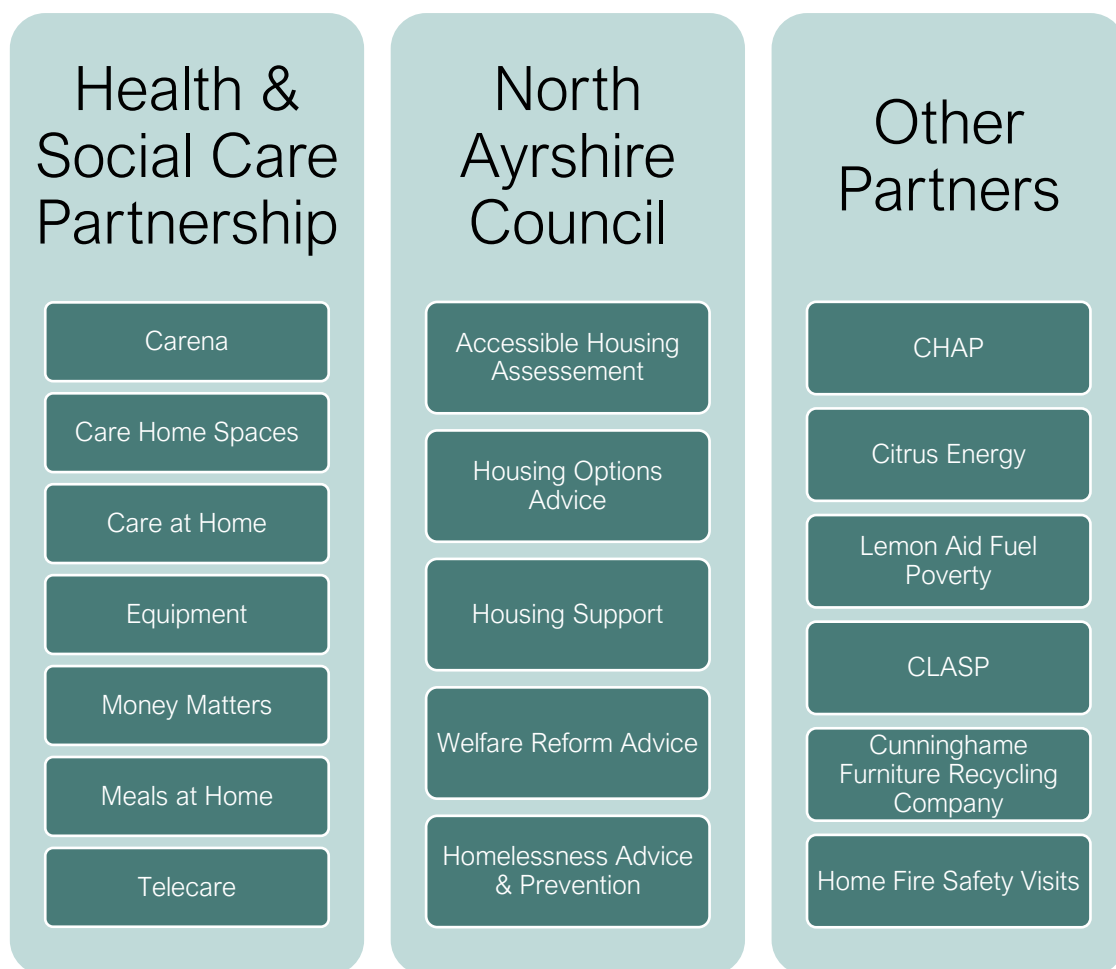 Health &
Social Care
Partnership
Carena
Care Home Spaces
Care at Home
Equipment
Money Matters
Meals at Home
Telecare
North
Ayrshire
Council
Accessible Housing
Assessement
Housing Options
Advice
Housing Support
Welfare Reform Advice
Homelessness Advice
& Prevention
Other
Partners
CHAP
Citrus Energy
Lemon Aid Fuel
Poverty
CLASP
Cunninghame
Furniture Recycling
Company
Home Fire Safety Visits